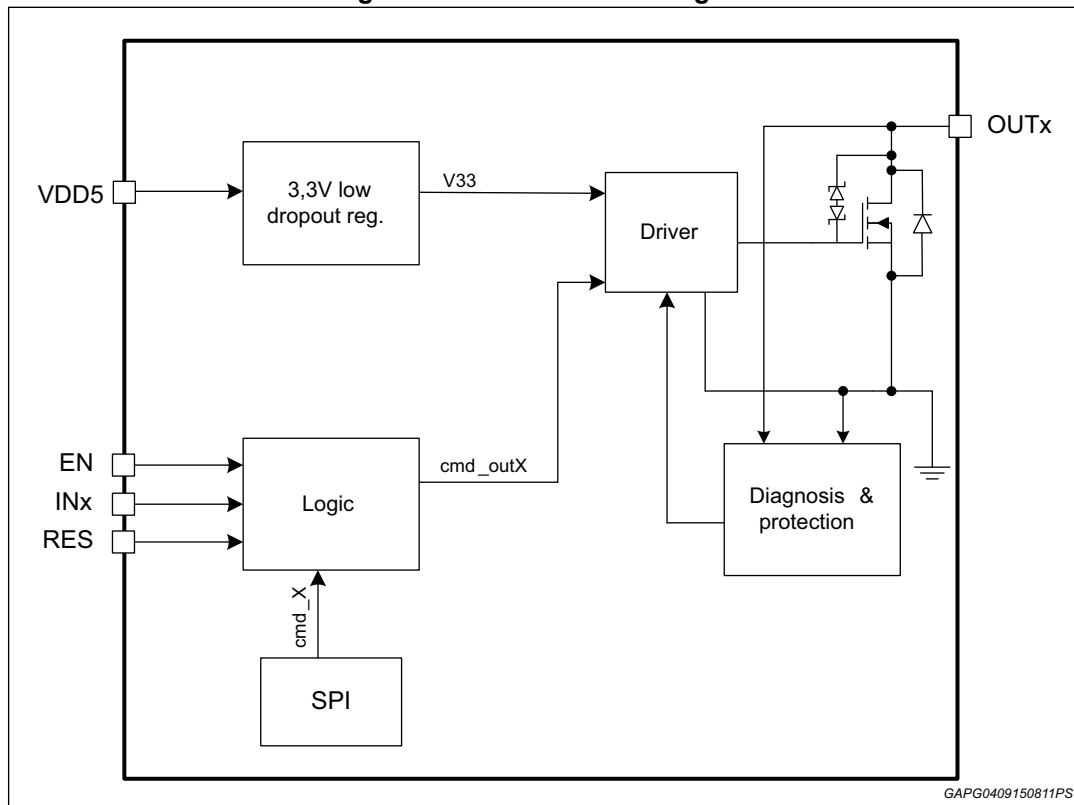 OUTx
VDD5
3,3V low
dropout reg.
V33
Driver
EN
INx
RES
Logic
cmd_outX
Diagnosis &
protection
cmd_X
SPI
GAPG0409150811PS